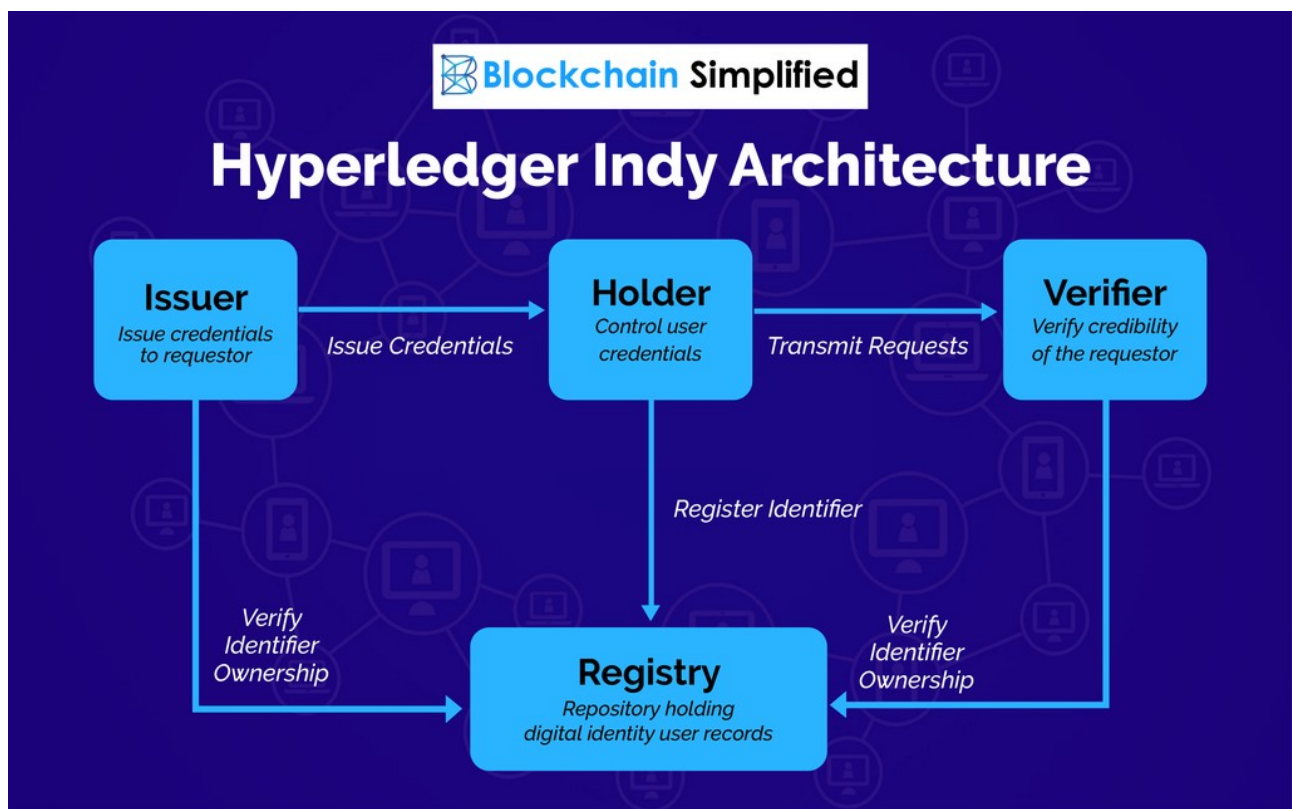 Blockchain Simplified
Hyperledger Indy Architecture
Issuer
Issue credentials
to requestor
Issue Credentials
Holder
Control user
credentials
Transmit Requests
Verifier
Verify credibility
of the requestor
Register Identifier
Verify
Identifier
Ownership
Verify
Identifier
Ownership
Registry
Repository holding
digital identity user records